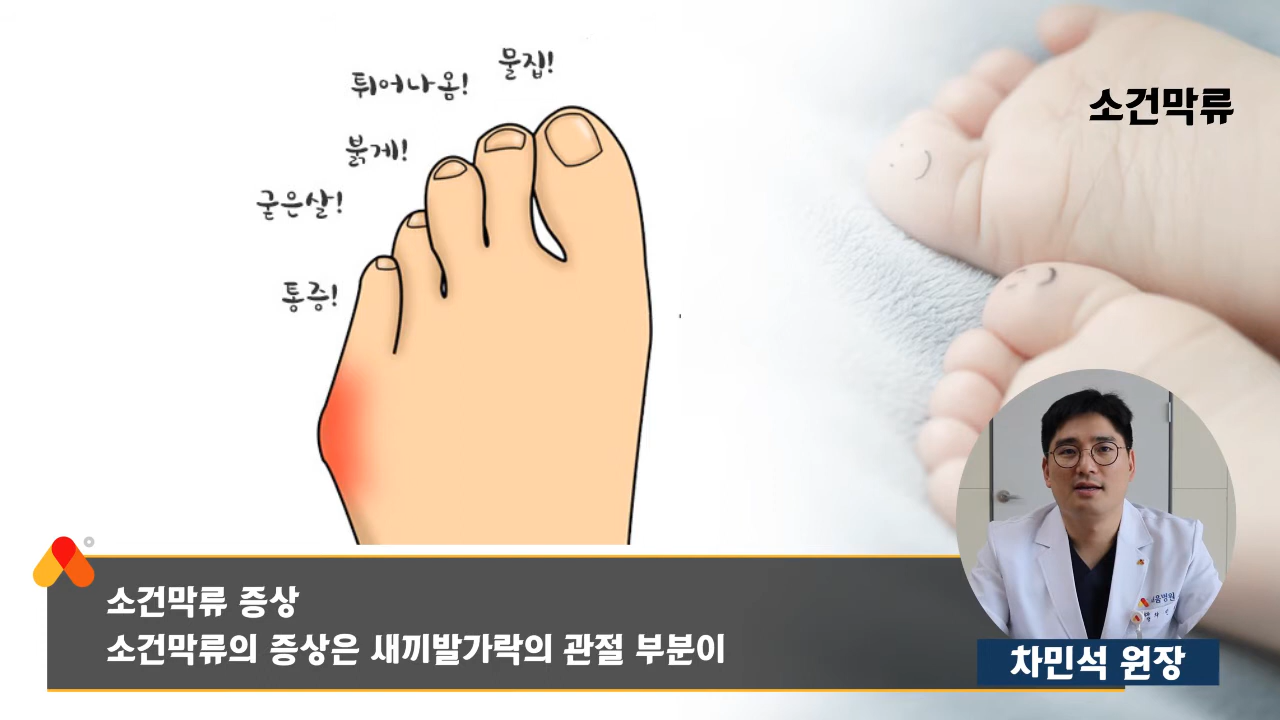 물집!
튀어나옴!
붉게!
굳은살!
통증!
소건막류
소건막류 증상
소건막류의 증상은 새끼발가락의 관절 부분이
차민석 원장